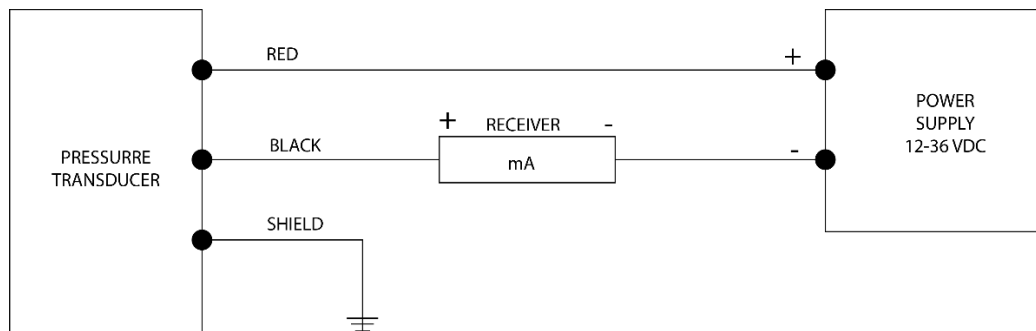 RED
+
POWER
SUPPLY
12-36 VDC
+ RECEIVER -
BLACK
mA
-
PRESSURRE
TRANSDUCER
SHIELD